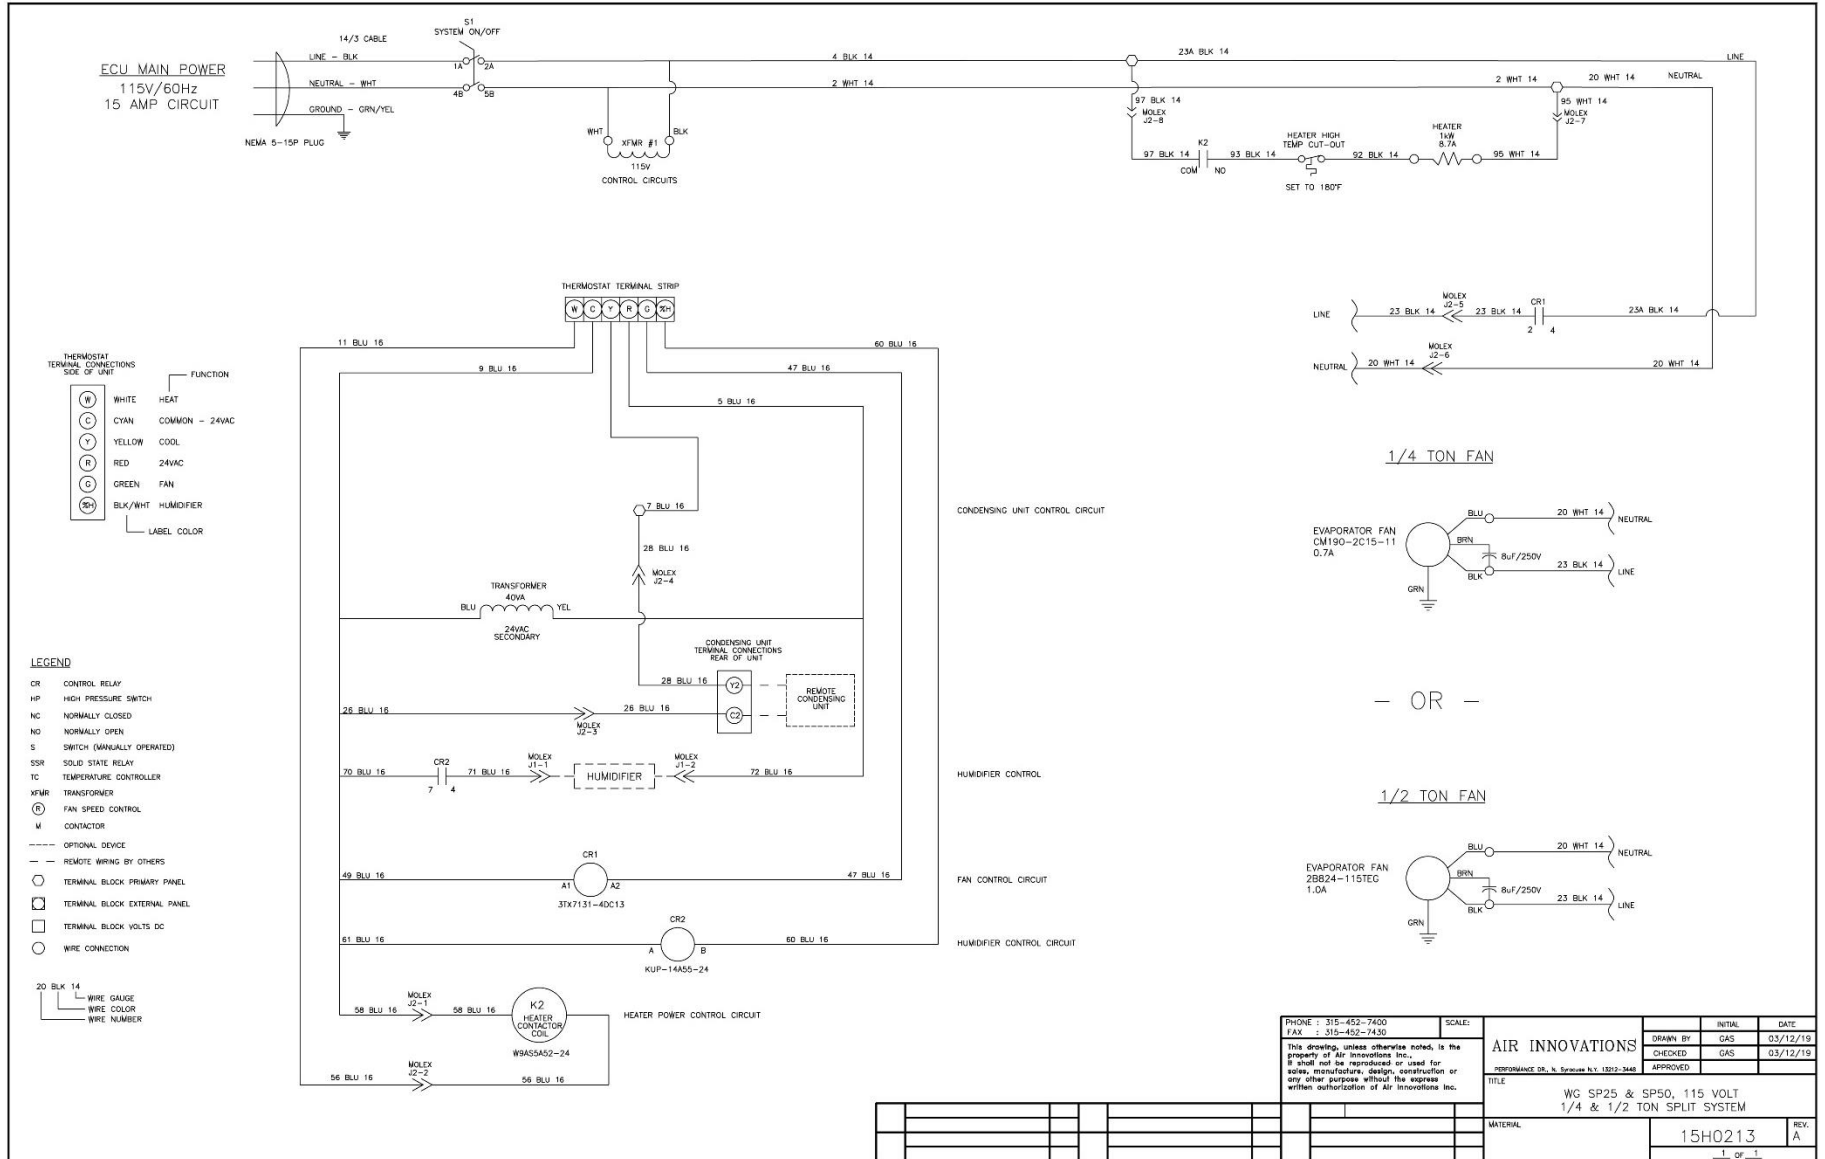 ECU MAIN POWER
115V/60Hz
15 AMP CIRCUIT
14/3 CABLE
LINE - BLK
NEUTRAL - WHT
GROUND - GRN/YEL
NEMA 5-15P PLUG
S1
SYSTEM ON/OFF
1A 2A
4B 5B
4 BLK 14
2 WHT 14
WHT
BLK
XFMR #1
115V
CONTROL CIRCUITS
23A BLK 14
LINE
2 WHT 14
20 WHT 14
NEUTRAL
97 BLK 14
MOLEX
J2-8
95 WHT 14
MOLEX
J2-7
97 BLK 14
K2
COM NO
93 BLK 14
HEATER HIGH
TEMP CUT-OUT
SET TO 180°F
92 BLK 14
HEATER
1kW
8.7A
95 WHT 14
LINE
23 BLK 14
MOLEX
J2-5
23 BLK 14
CR1
2 4
23A BLK 14
NEUTRAL
20 WHT 14
MOLEX
J2-6
20 WHT 14
THERMOSTAT TERMINAL STRIP
W C Y R G %H
11 BLU 16
60 BLU 16
9 BLU 16
47 BLU 16
5 BLU 16
THERMOSTAT
TERMINAL CONNECTIONS
SIDE OF UNIT
FUNCTION
W WHITE HEAT
C CYAN COMMON - 24VAC
Y YELLOW COOL
R RED 24VAC
G GREEN FAN
%H BLK/WHT HUMIDIFIER
LABEL COLOR
7 BLU 16
CONDENSING UNIT CONTROL CIRCUIT
28 BLU 16
MOLEX
J2-4
TRANSFORMER
40VA
BLU
YEL
24VAC
SECONDARY
CONDENSING UNIT
TERMINAL CONNECTIONS
REAR OF UNIT
28 BLU 16
Y2
C2
REMOTE
CONDENSING
UNIT
26 BLU 16
MOLEX
J2-3
26 BLU 16
70 BLU 16
CR2
7 4
71 BLU 16
MOLEX
J1-1
HUMIDIFIER
MOLEX
J1-2
72 BLU 16
HUMIDIFIER CONTROL
49 BLU 16
CR1
A1 A2
3TX7131-4DC13
47 BLU 16
FAN CONTROL CIRCUIT
61 BLU 16
CR2
A B
KUP-14A55-24
60 BLU 16
HUMIDIFIER CONTROL CIRCUIT
58 BLU 16
MOLEX
J2-1
58 BLU 16
K2
HEATER
CONTACTOR
COIL
W9AS5A52-24
HEATER POWER CONTROL CIRCUIT
56 BLU 16
MOLEX
J2-2
56 BLU 16
LEGEND
CR CONTROL RELAY
HP HIGH PRESSURE SWITCH
NC NORMALLY CLOSED
NO NORMALLY OPEN
S SWITCH (MANUALLY OPERATED)
SSR SOLID STATE RELAY
TC TEMPERATURE CONTROLLER
XFMR TRANSFORMER
R FAN SPEED CONTROL
M CONTACTOR
OPTIONAL DEVICE
REMOTE WIRING BY OTHERS
TERMINAL BLOCK PRIMARY PANEL
TERMINAL BLOCK EXTERNAL PANEL
TERMINAL BLOCK VOLTS DC
WIRE CONNECTION
20 BLK 14
WIRE GAUGE
WIRE COLOR
WIRE NUMBER
1/4 TON FAN
EVAPORATOR FAN
CM190-2C15-11
0.7A
BLU
BRN
BLK
GRN
8uF/250V
20 WHT 14
NEUTRAL
23 BLK 14
LINE
- OR -
1/2 TON FAN
EVAPORATOR FAN
2B824-115TEG
1.0A
BLU
BRN
BLK
GRN
8uF/250V
20 WHT 14
NEUTRAL
23 BLK 14
LINE
PHONE : 315-452-7400
FAX : 315-452-7430
SCALE:
This drawing, unless otherwise noted, is the
property of Air Innovations Inc.,
It shall not be reproduced or used for
sales, manufacture, design, construction or
any other purpose without the express
written authorization of Air Innovations Inc.
AIR INNOVATIONS
PERFORMANCE DR., N. Syracuse N.Y. 13212-3448
INITIAL DATE
DRAWN BY GAS 03/12/19
CHECKED GAS 03/12/19
APPROVED
TITLE
WG SP25 & SP50, 115 VOLT
1/4 & 1/2 TON SPLIT SYSTEM
MATERIAL
15H0213
REV.
A
1 OF 1